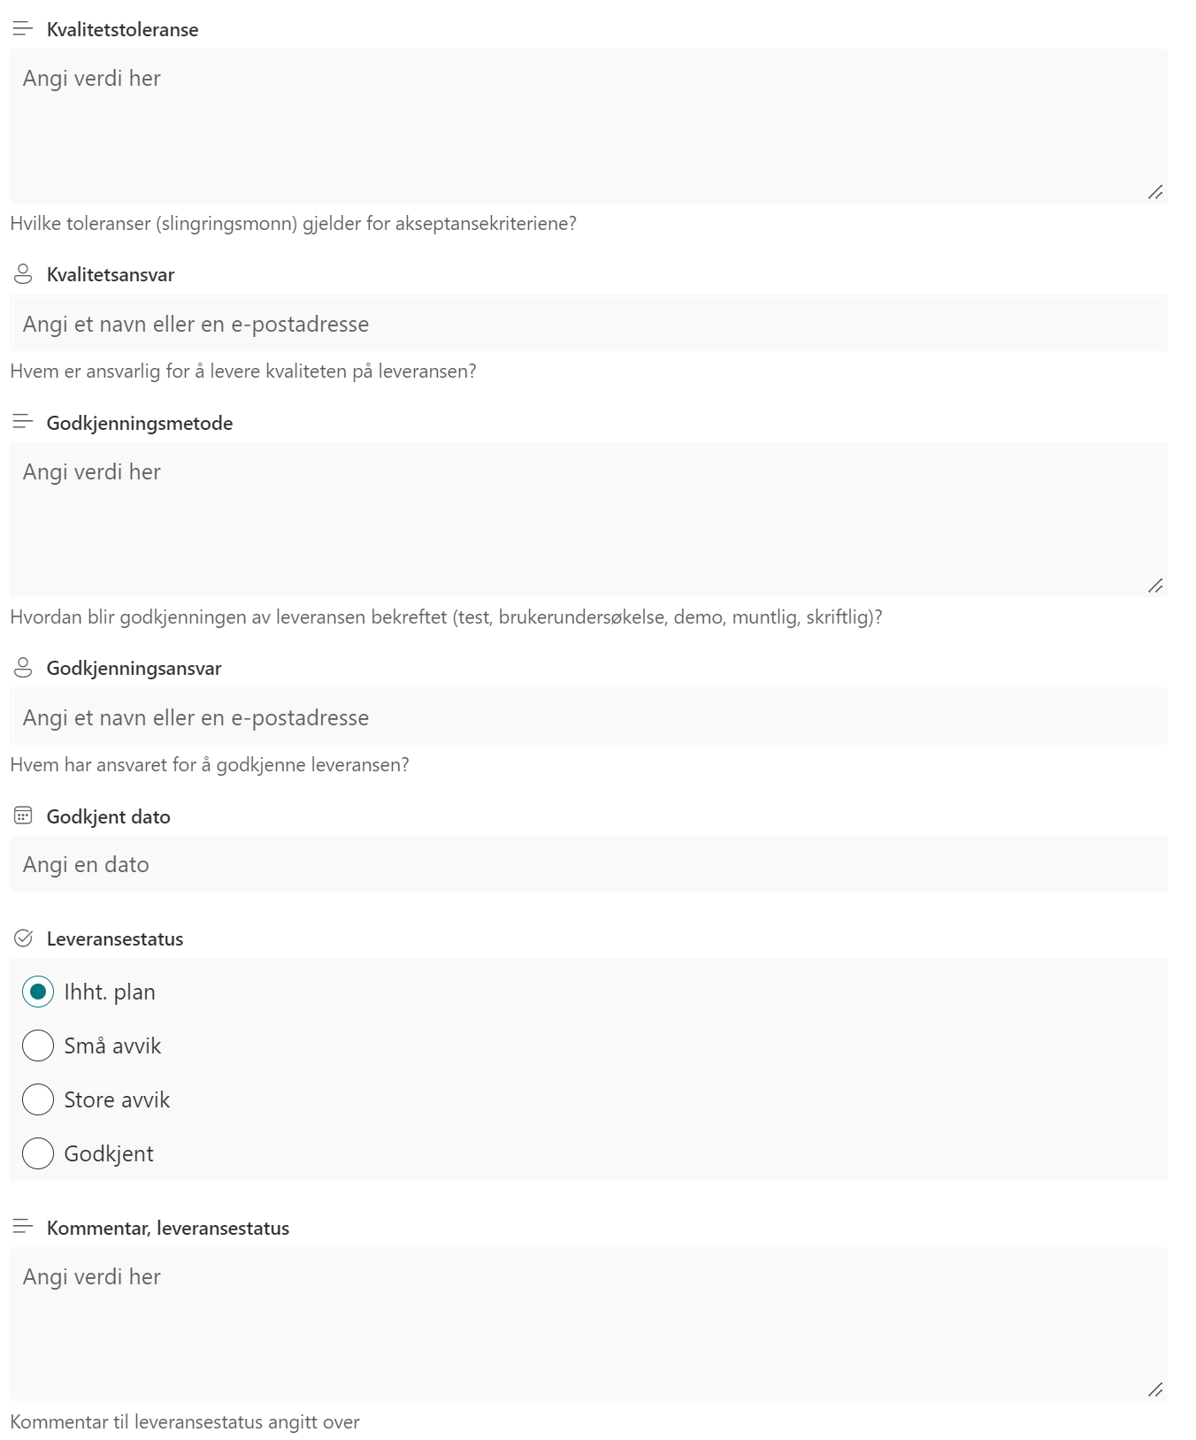 Kvalitetstoleranse
Angi verdi her
Hvilke toleranser (slingringsmonn) gjelder for akseptansekriteriene?
Kvalitetsansvar
Angi et navn eller en e-postadresse
Hvem er ansvarlig for å levere kvaliteten på leveransen?
Godkjenningsmetode
Angi verdi her
Hvordan blir godkjenningen av leveransen bekreftet (test, brukerundersøkelse, demo, muntlig, skriftlig)?
Godkjenningsansvar
Angi et navn eller en e-postadresse
Hvem har ansvaret for å godkjenne leveransen?
Godkjent dato
Angi en dato
Leveransestatus
Ihht. plan
Små avvik
Store avvik
Godkjent
Kommentar, leveransestatus
Angi verdi her
Kommentar til leveransestatus angitt over